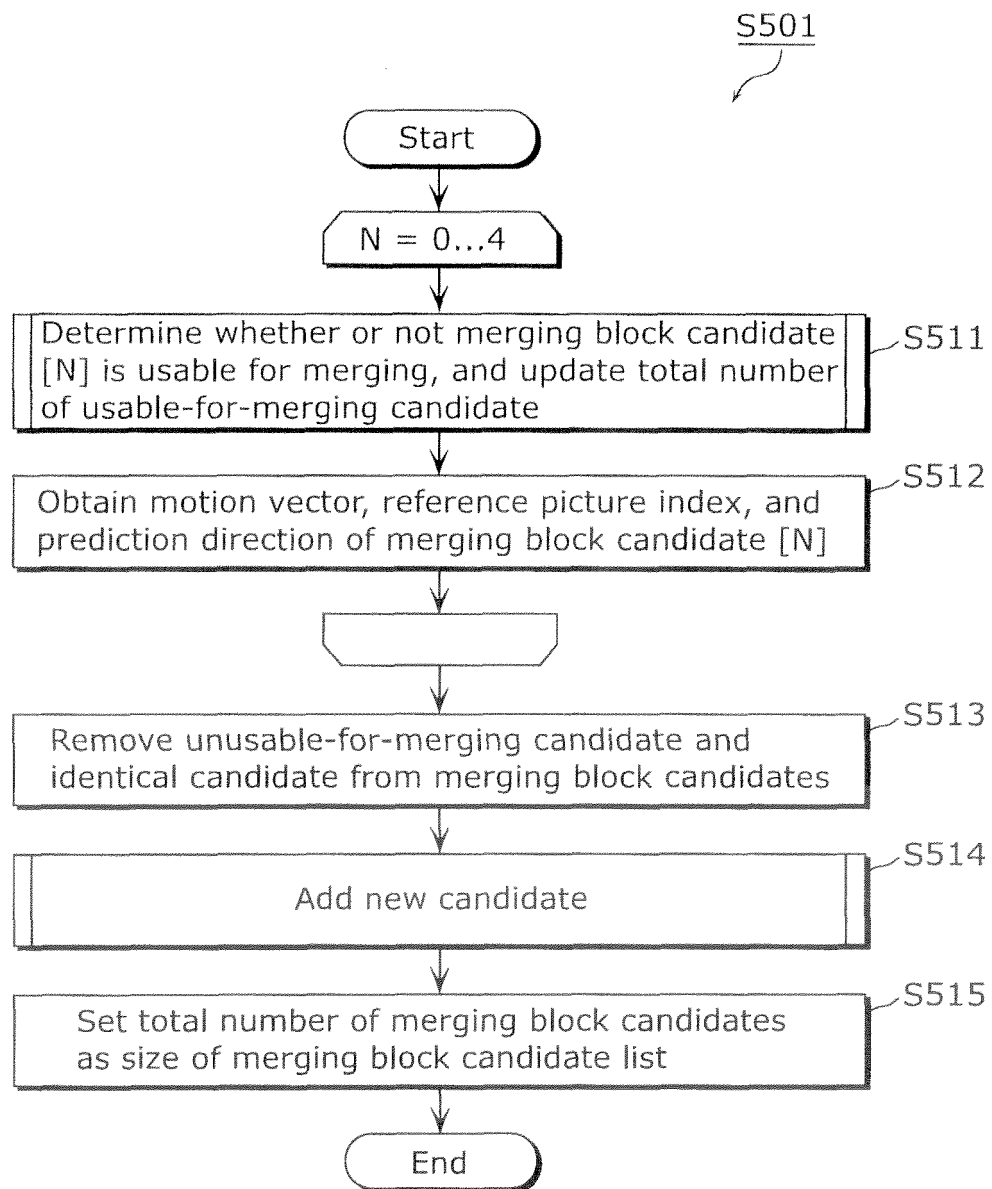 S501
Start
N = 0...4
Determine whether or not merging block candidate
[N] is usable for merging, and update total number
of usable-for-merging candidate
S511
Obtain motion vector, reference picture index, and
prediction direction of merging block candidate [N]
S512
Remove unusable-for-merging candidate and
identical candidate from merging block candidates
S513
Add new candidate
S514
Set total number of merging block candidates
as size of merging block candidate list
S515
End